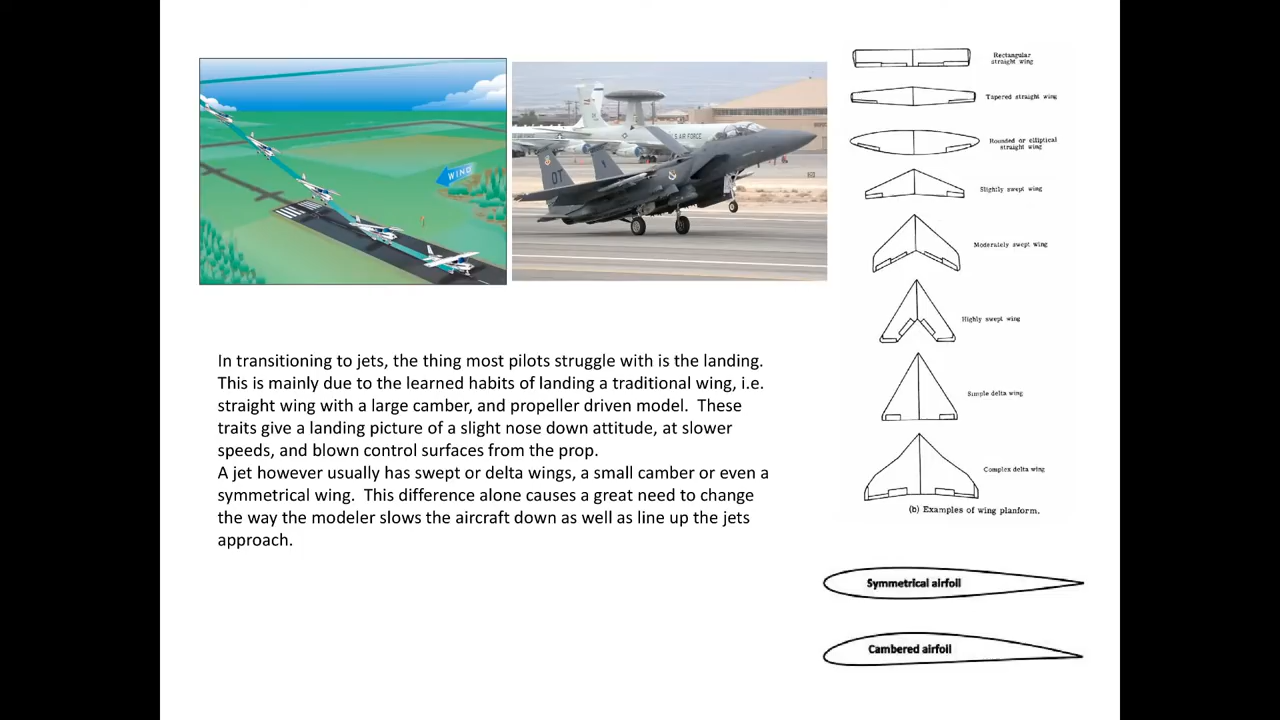 WIND
OT
U.S AIR FORCE
Rectangular
straight wing
Tapered straight wing
Rounded or elliptical
straight wing
Slightly swept wing
Moderately swept wing
Highly swept wing
Simple delta wing
Complex delta wing
(b) Examples of wing planform.
In transitioning to jets, the thing most pilots struggle with is the landing.
This is mainly due to the learned habits of landing a traditional wing, i.e.
straight wing with a large camber, and propeller driven model.  These
traits give a landing picture of a slight nose down attitude, at slower
speeds, and blown control surfaces from the prop.
A jet however usually has swept or delta wings, a small camber or even a
symmetrical wing.  This difference alone causes a great need to change
the way the modeler slows the aircraft down as well as line up the jets
approach.
Symmetrical airfoil
Cambered airfoil